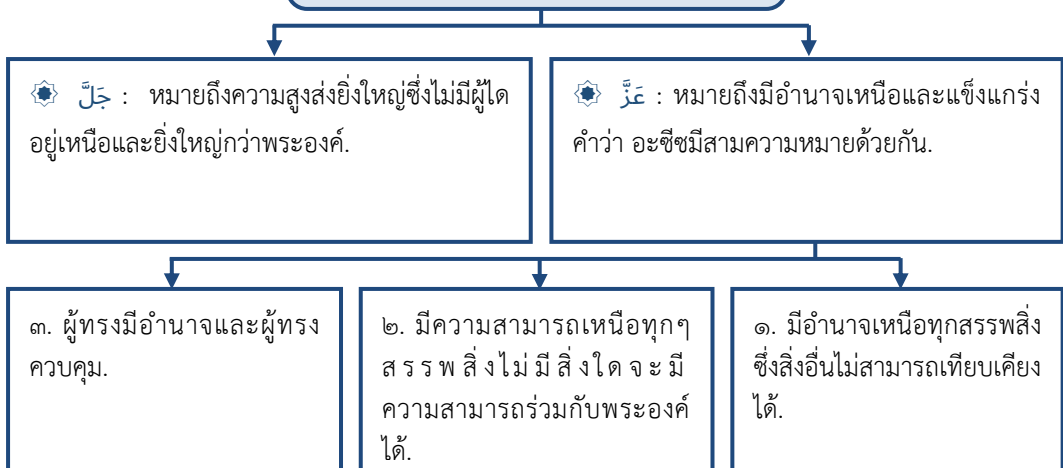 عَزَّ : หมายถึงมีอำนาจเหนือและแข็งแกร่ง
คำว่า อะซีซมีสามความหมายด้วยกัน.
جَلَّ : หมายถึงความสูงส่งยิ่งใหญ่ซึ่งไม่มีผู้ได
อยู่เหนือและยิ่งใหญ่กว่าพระองค์.
๑. มีอำนาจเหนือทุกสรรพสิ่ง
ซึ่งสิ่งอื่นไม่สามารถเทียบเคียง
ได้.
๒. มีความสามารถเหนือทุกๆ
สรรพสิ่งไม่มีสิ่งใดจะมี
ความสามารถร่วมกับพระองค์
ได้.
๓. ผู้ทรงมีอำนาจและผู้ทรง
ควบคุม.